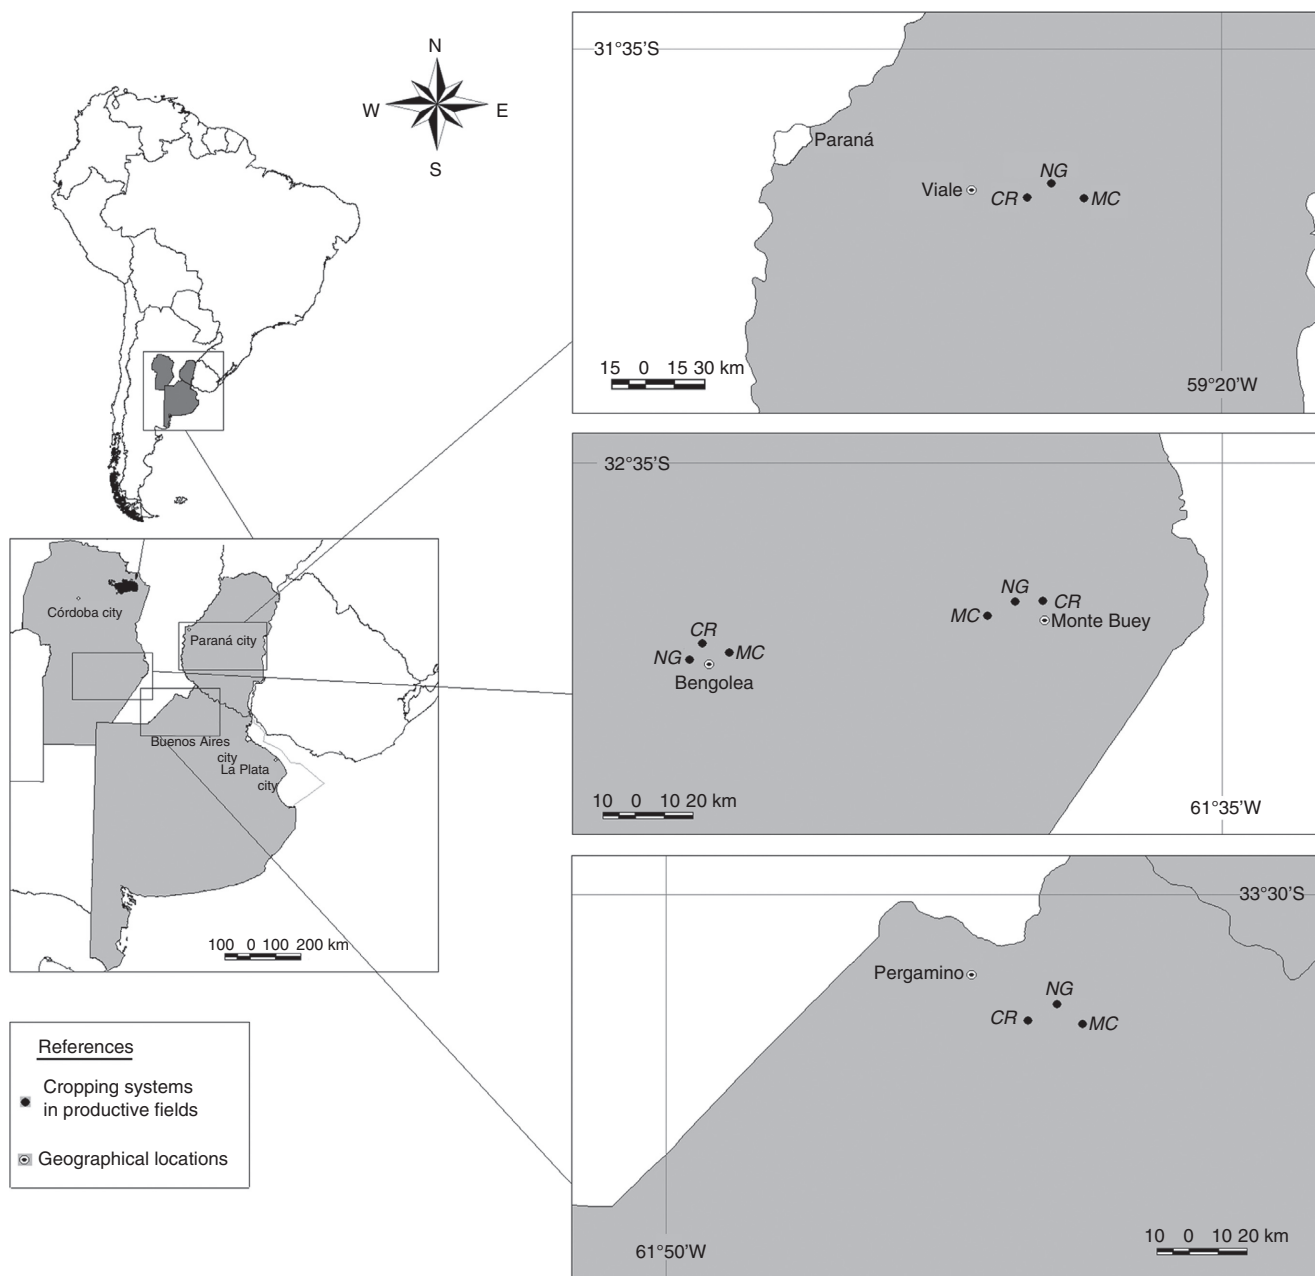 N
W
E
S
31°35'S
Paraná
Viale
NG
CR
MC
15 0 15 30 km
59°20'W
32°35'S
NG
CR
MC
Monte Buey
CR
NG
MC
Bengolea
10 0 10 20 km
61°35'W
Córdoba city
Paraná city
Buenos Aires
city
La Plata
city
100 0 100 200 km
33°30'S
Pergamino
NG
CR
MC
61°50'W
10 0 10 20 km
References
Cropping systems
in productive fields
Geographical locations